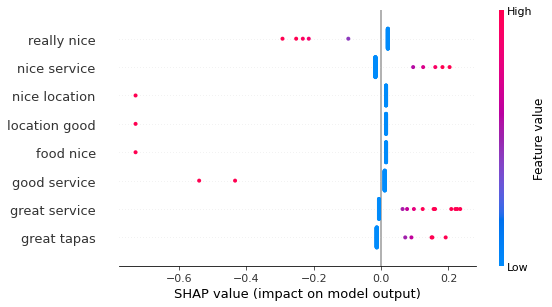 High
really nice
nice service
nice location
location good
food nice
good service
great service
great tapas
Low
Feature value
−0.6 −0.4 −0.2 0.0 0.2
SHAP value (impact on model output)